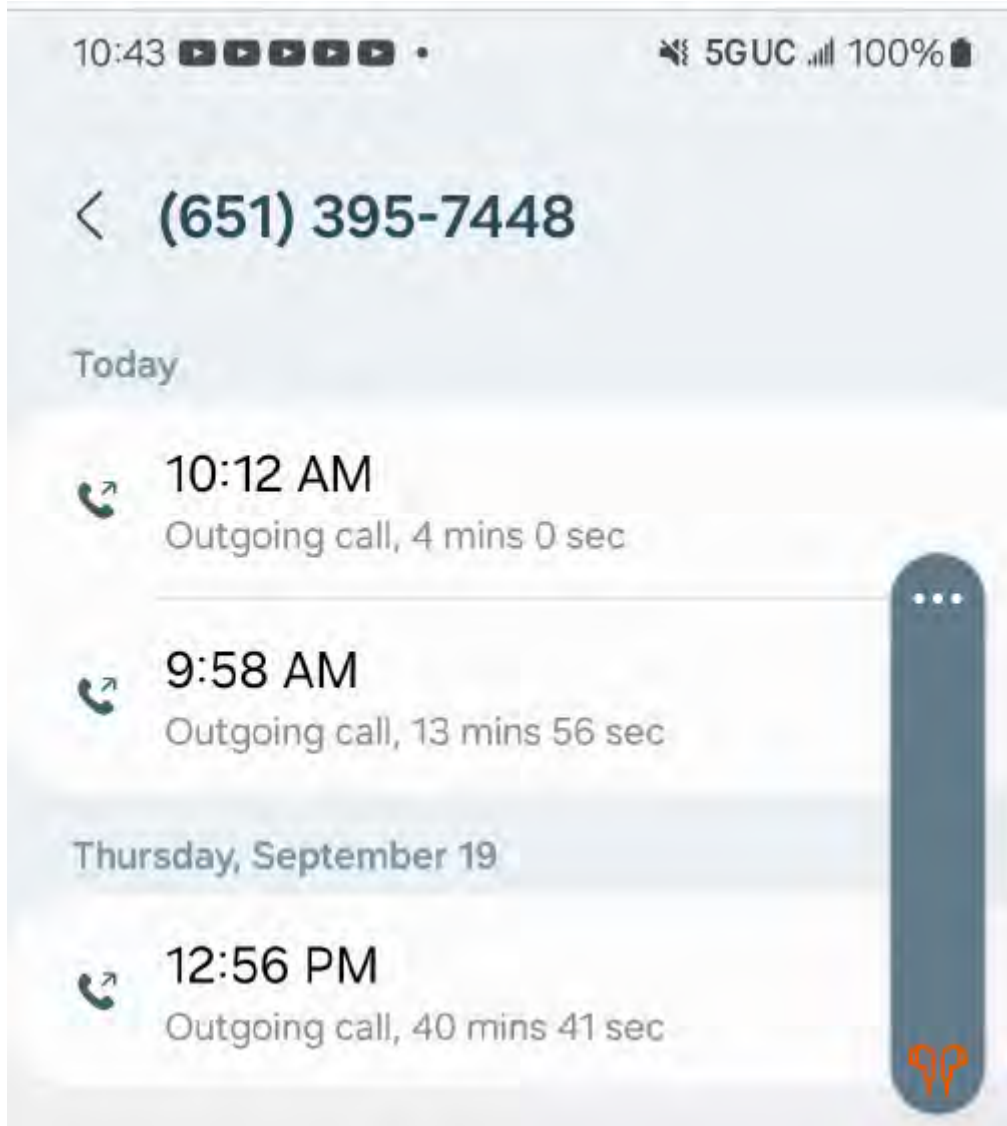 10:43 5GUC 100%
(651) 395-7448
Today
10:12 AM
Outgoing call, 4 mins 0 sec
9:58 AM
Outgoing call, 13 mins 56 sec
Thursday, September 19
12:56 PM
Outgoing call, 40 mins 41 sec